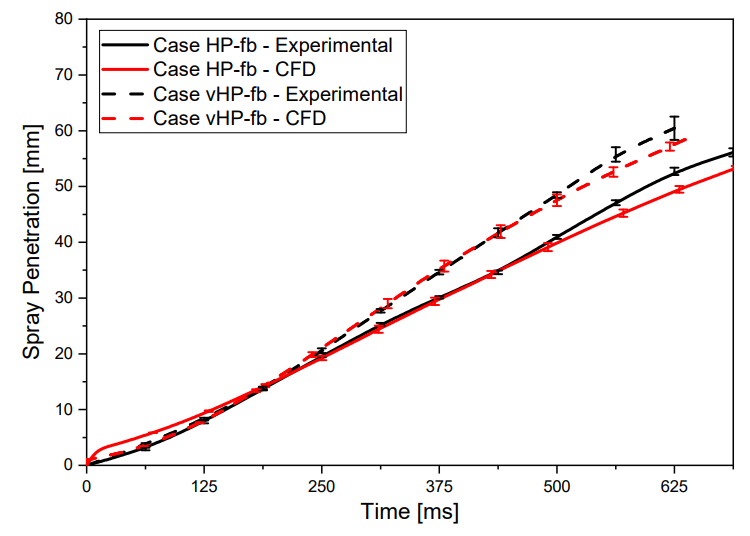 80
70
60
50
40
30
20
10
0
Spray Penetration [mm]
Case HP-fb - Experimental
Case HP-fb - CFD
Case vHP-fb - Experimental
Case vHP-fb - CFD
0 125 250 375 500 625
Time [ms]